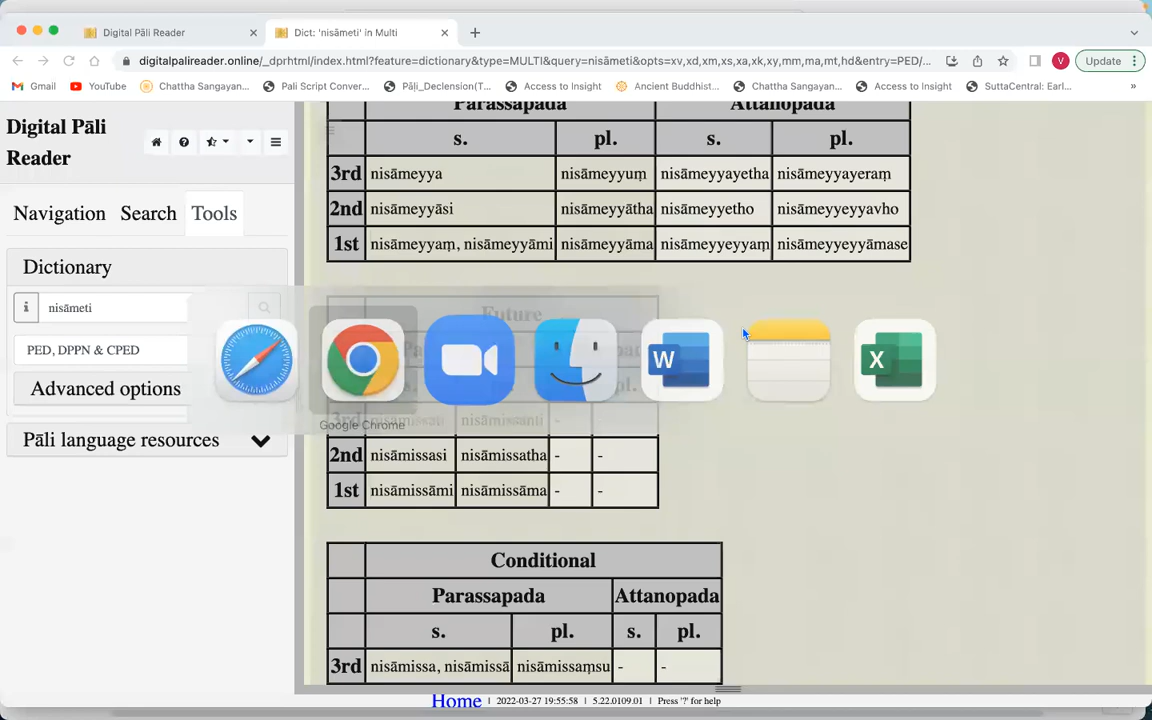 Digital Pāli Reader
Dict: 'nisāmeti' in Multi
digitalpalireader.online/_dprhtml/index.html?feature=dictionary&type=MULTI&query=nisāmeti&opts=xv,xd,xm,xs,xa,xk,xy,mm,ma,mt,hd&entry=PED/...
V
Update
Gmail
YouTube
Chattha Sangayan...
Pali Script Conver...
Pāḷi_Declension(T...
Access to Insight
Ancient Buddhist...
Chattha Sangayan...
Access to Insight
SuttaCentral: Earl...
»
Digital Pāli
Reader
Navigation Search Tools
Dictionary
nisāmeti
PED, DPPN & CPED
Advanced options
Pāli language resources
Parassapada Attanopada
s. pl. s. pl.
3rd nisāmeyya nisāmeyyuṃ nisāmeyyayetha nisāmeyyayeraṃ
2nd nisāmeyyāsi nisāmeyyātha nisāmeyyetho nisāmeyyeyyavho
1st nisāmeyyaṃ, nisāmeyyāmi nisāmeyyāma nisāmeyyeyyaṃ nisāmeyyeyyāmase
Future
pl.
W
X
Google Chrome
3rd nisāmissati nisāmissanti - -
2nd nisāmissasi nisāmissatha - -
1st nisāmissāmi nisāmissāma - -
Conditional
Parassapada Attanopada
s. pl. s. pl.
3rd nisāmissa, nisāmissā nisāmissaṃsu - -
Home | 2022-03-27 19:55:58 | 5.22.0109.01 | Press '?' for help